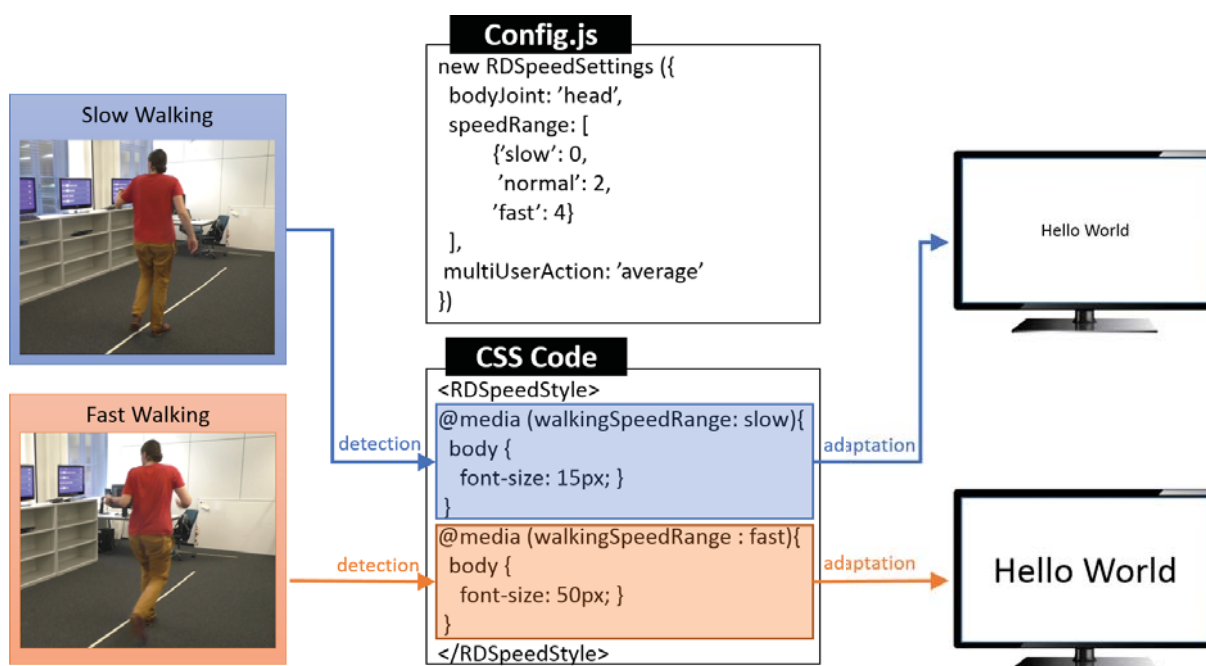 Config.js
new RDSpeedSettings ({
bodyJoint: ’head’,
speedRange: [
{’slow’: 0,
’normal’: 2,
’fast’: 4}
],
multiUserAction: ’average’
})
Slow Walking
Hello World
CSS Code
<RDSpeedStyle>
@media (walkingSpeedRange: slow){
body {
font-size: 15px; }
}
detection
adaptation
Fast Walking
@media (walkingSpeedRange : fast){
body {
font-size: 50px; }
}
</RDSpeedStyle>
detection
adaptation
Hello World